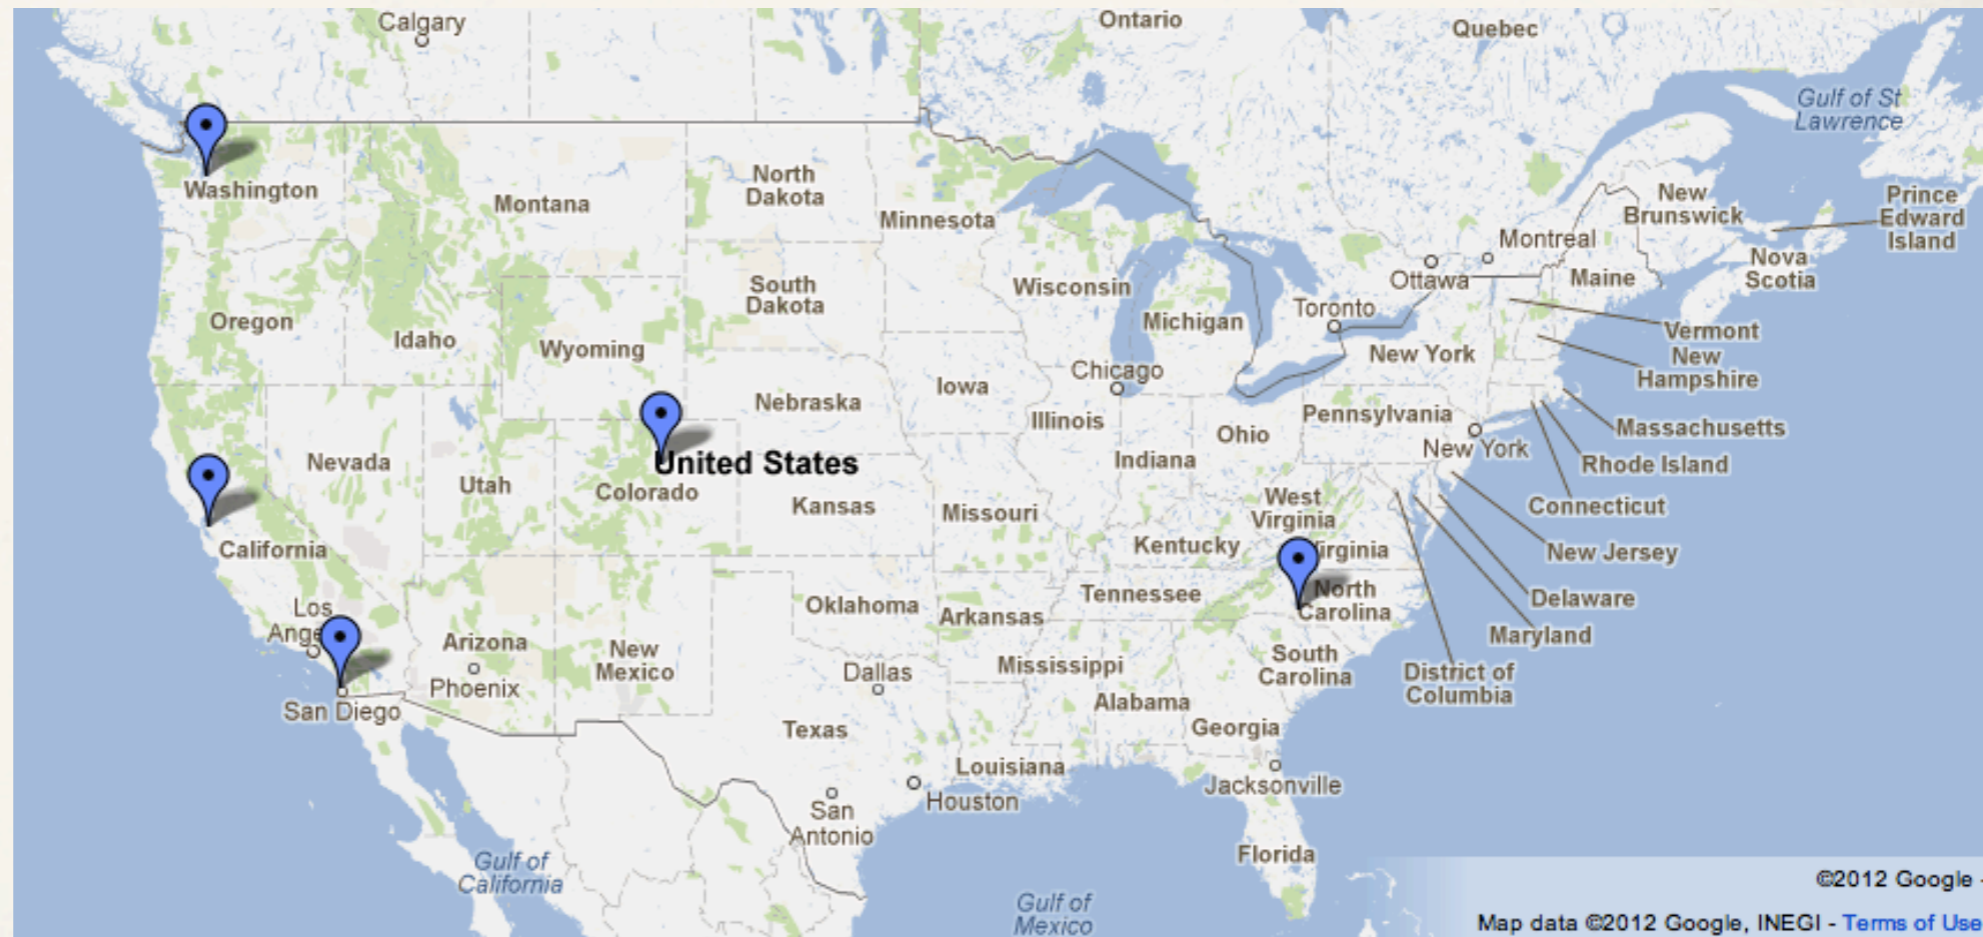 Calgary
Ontario
Quebec
Gulf of St
Lawrence
Washington
Montana
North
Dakota
Minnesota
New
Brunswick
Prince
Edward
Island
Montreal
Ottawa
Maine
Nova
Scotia
Oregon
Idaho
Wyoming
South
Dakota
Wisconsin
Michigan
Toronto
Vermont
New
Hampshire
New York
Chicago
Iowa
Nebraska
Illinois
Indiana
Ohio
Pennsylvania
New York
Massachusetts
Rhode Island
Connecticut
New Jersey
Delaware
Maryland
District of
Columbia
Nevada
Utah
United States
Colorado
Kansas
Missouri
West
Virginia
Kentucky
irginia
California
Los
Ange
San Diego
Arizona
Phoenix
New
Mexico
Oklahoma
Arkansas
Tennessee
North
Carolina
South
Carolina
Dallas
Mississippi
Alabama
Georgia
Texas
Louisiana
Jacksonville
Houston
San
Antonio
Florida
Gulf of
California
Gulf of
Mexico
©2012 Google -
Map data ©2012 Google, INEGI - Terms of Use